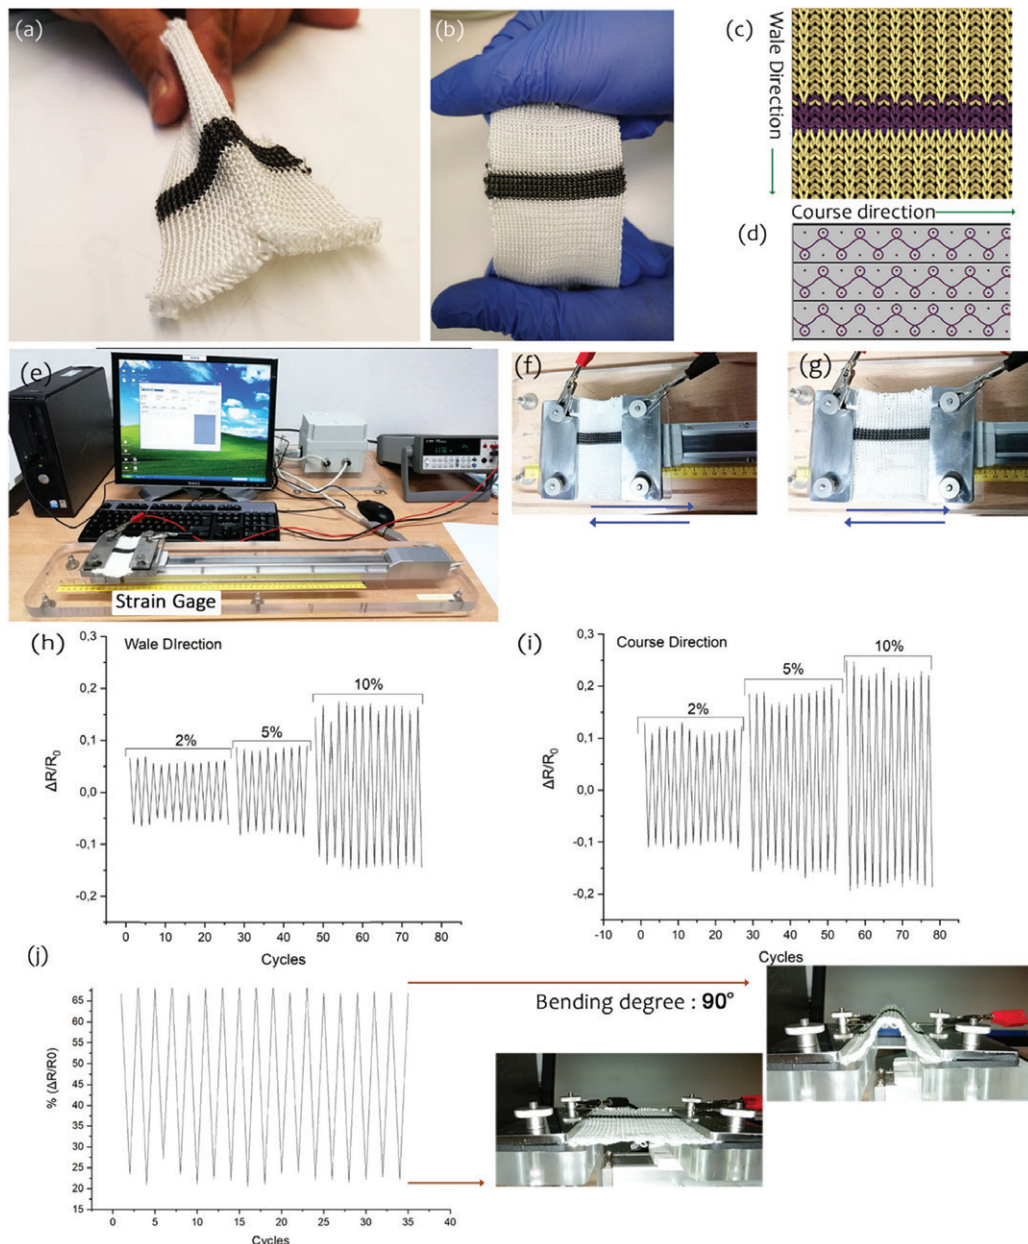 (a)
(b)
(c)
Wale Direction
Course direction
(d)
(e)
Strain Gage
(f)
(g)
(h)
Wale DIrection
0,3
0,2
0,1
0,0
-0,1
-0,2
ΔR/R0
2%
5%
10%
0 10 20 30 40 50 60 70 80
Cycles
(i)
Course Direction
0,3
0,2
0,1
0,0
-0,1
-0,2
ΔR/R0
2%
5%
10%
-10 0 10 20 30 40 50 60 70 80
Cycles
(j)
65
60
55
50
45
40
35
30
25
20
15
% (ΔR/R0)
0 5 10 15 20 25 30 35 40
Cycles
Bending degree : 90°